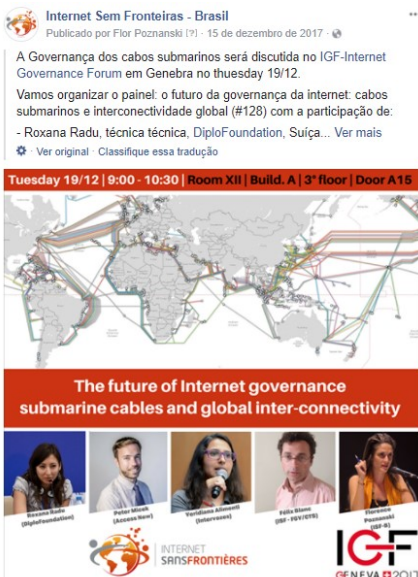 Internet Sem Fronteiras - Brasil
Publicado por Flor Poznanski [?] · 15 de dezembro de 2017 ·
A Governança dos cabos submarinos será discutida no IGF-Internet
Governance Forum em Genebra no thuesday 19/12.
Vamos organizar o painel: o futuro da governança da internet: cabos
submarinos e interconectividade global (#128) com a participação de:
- Roxana Radu, técnica técnica, DiploFoundation, Suíça... Ver mais
· Ver original · Classifique essa tradução
Tuesday 19/12 | 9:00 - 10:30 | Room XII | Build. A | 3° floor | Door A15
The future of Internet governance
submarine cables and global inter-connectivity
Roxana Radu
(DiploFoundation)
Peter Micek
(Access Now)
Veridiana Alimonti
(Intervozes)
Félix Blanc
(ISF - FGV/CTS)
Florence
Poznanski
(ISF-B)
INTERNET
SANSFRONTIÈRES
IGF
GENEVA 2017